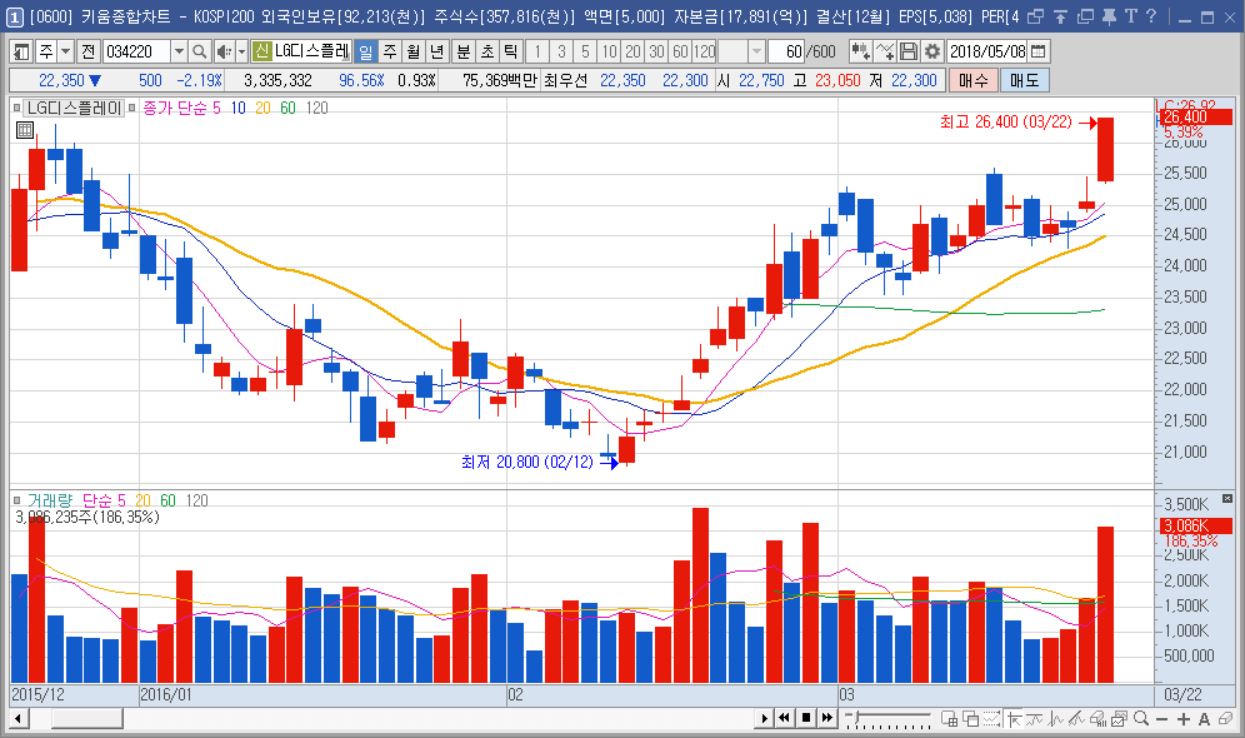 1 [0600] 키움종합차트 - KOSPI200 외국인보유[92,213(천)] 주식수[357,816(천)] 액면[5,000] 자본금[17,891(억)] 결산[12월] EPS[5,038] PER[4
주 전 034220 신 LG디스플레 일 주 월 년 분 초 틱 1 3 5 10 20 30 60 120 60 /600 2018/05/08
22,350 ▼ 500 -2.19% 3,335,332 96.56% 0.93% 75,369백만 최우선 22,350 22,300 시 22,750 고 23,050 저 22,300 매수 매도
LG디스플레이 종가 단순 5 10 20 60 120
LC:26.92
최고 26,400 (03/22)
26,400
5.39%
26,000
25,500
25,000
24,500
24,000
23,500
23,000
22,500
22,000
21,500
최저 20,800 (02/12)
21,000
거래량 단순 5 20 60 120
3,086,235주(186.35%)
3,500K
3,086K
186.35%
2,500K
2,000K
1,500K
1,000K
500,000
2015/12 2016/01 02 03 03/22
A